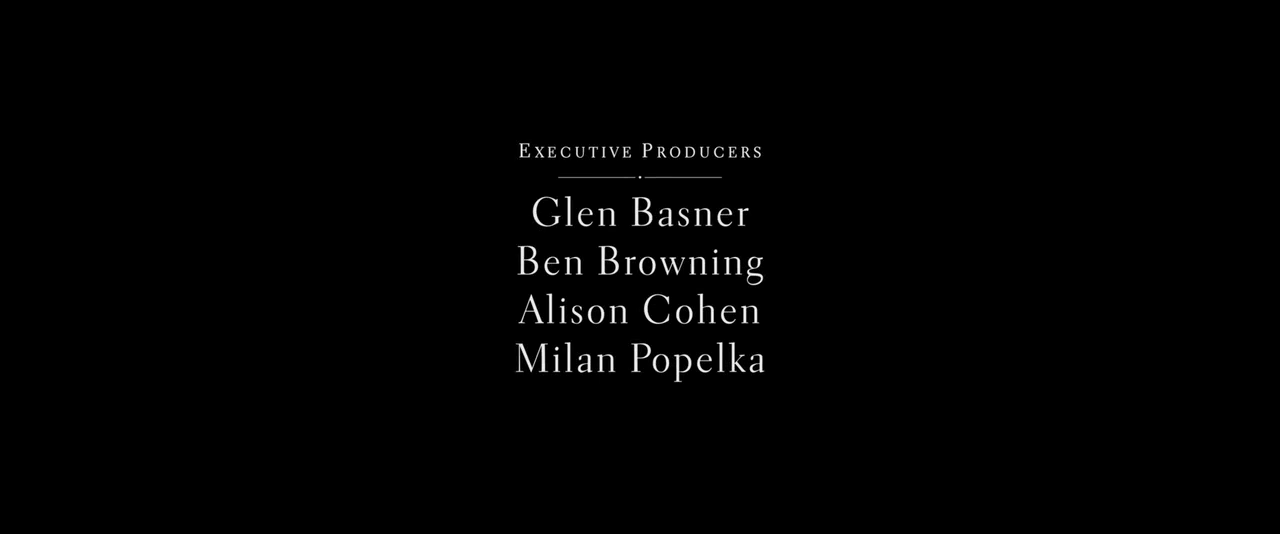 Executive Producers
Glen Basner
Ben Browning
Alison Cohen
Milan Popelka